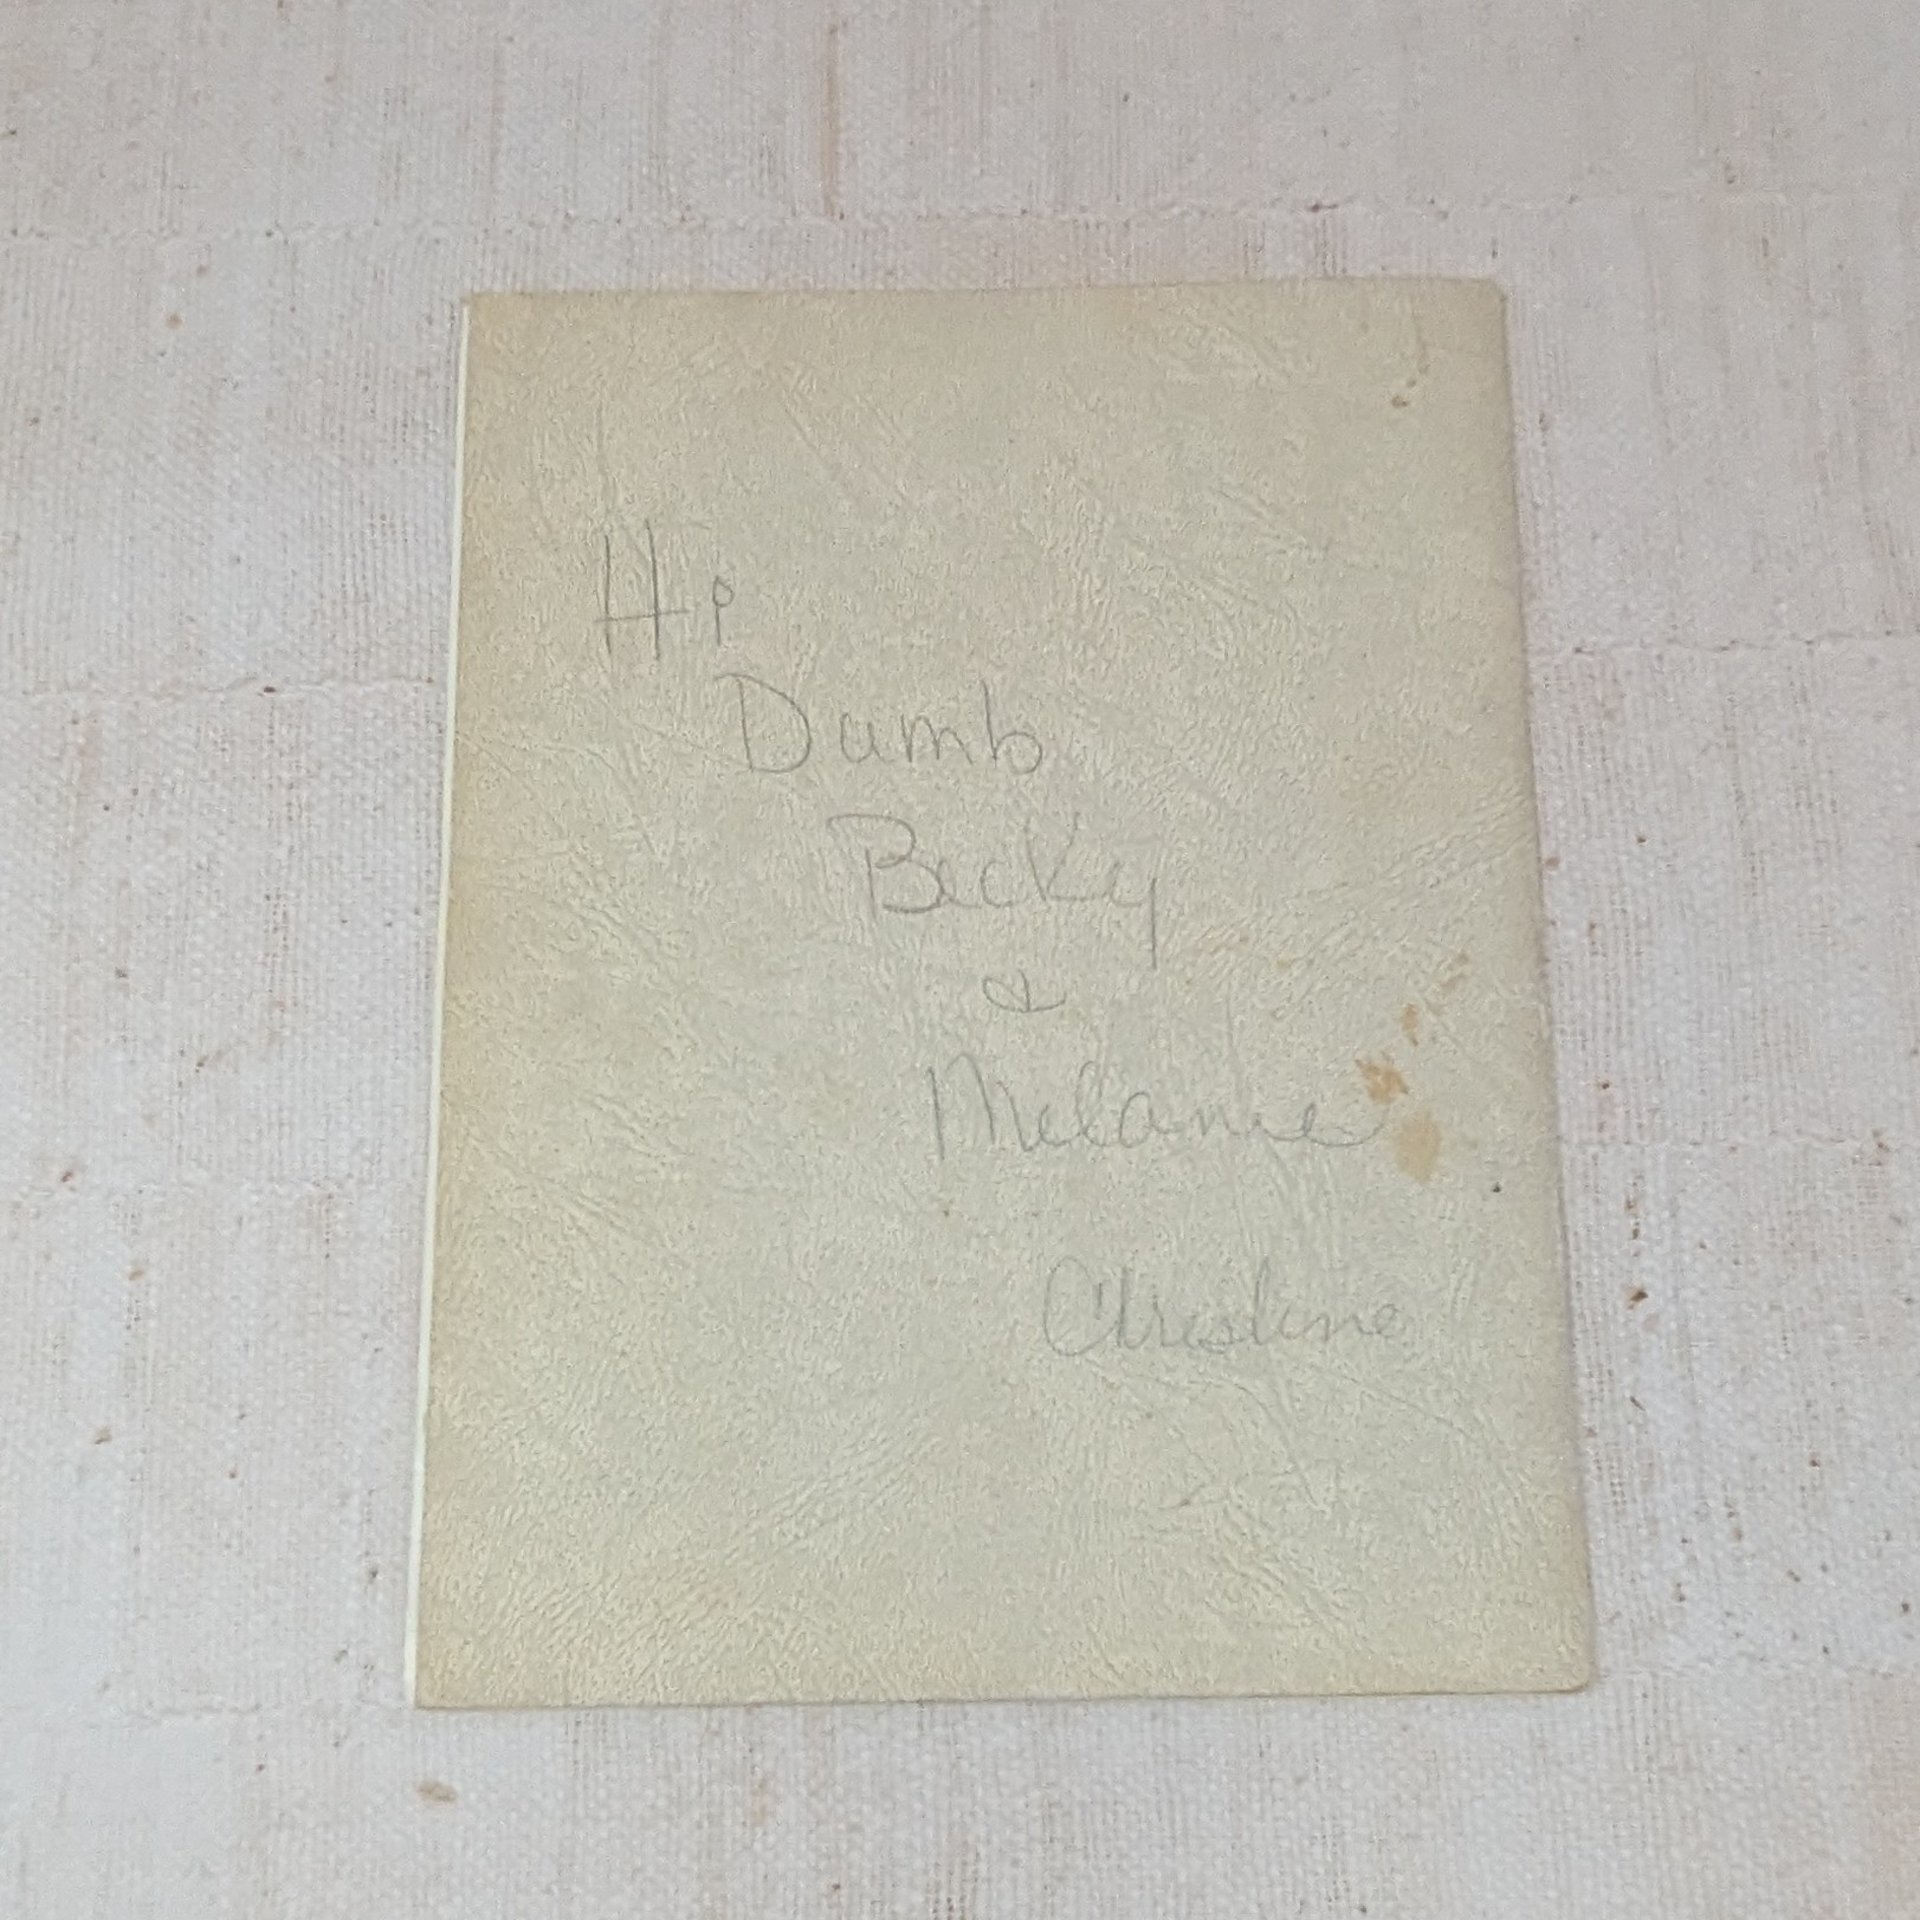 Hi
Dumb
Becky
&
Melanie
Christine